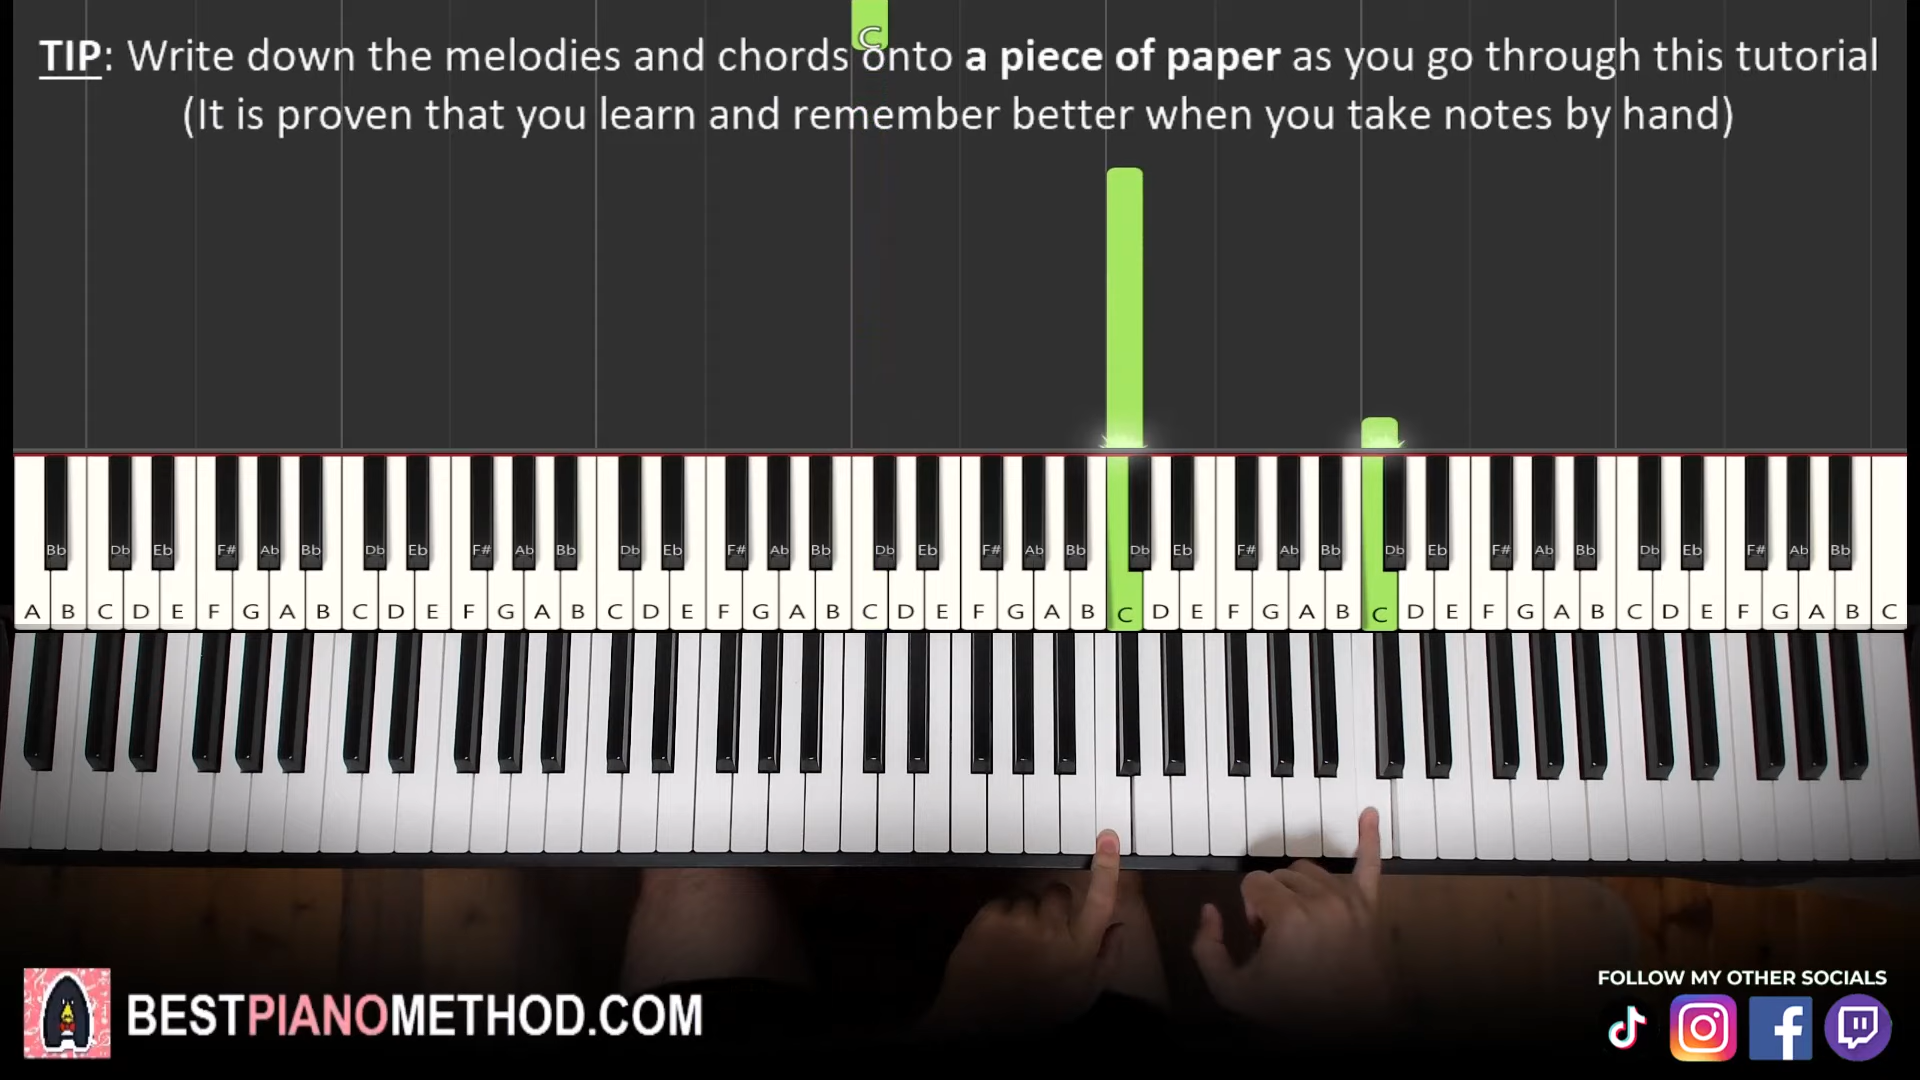 C
TIP: Write down the melodies and chords onto a piece of paper as you go through this tutorial
(It is proven that you learn and remember better when you take notes by hand)
Bb Db Eb F# Ab Bb Db Eb F# Ab Bb Db Eb F# Ab Bb Db Eb F# Ab Bb Db Eb F# Ab Bb Db Eb F# Ab Bb Db Eb F# Ab Bb
A B C D E F G A B C D E F G A B C D E F G A B C D E F G A B C D E F G A B C D E F G A B C D E F G A B C
FOLLOW MY OTHER SOCIALS
BESTPIANOMETHOD.COM